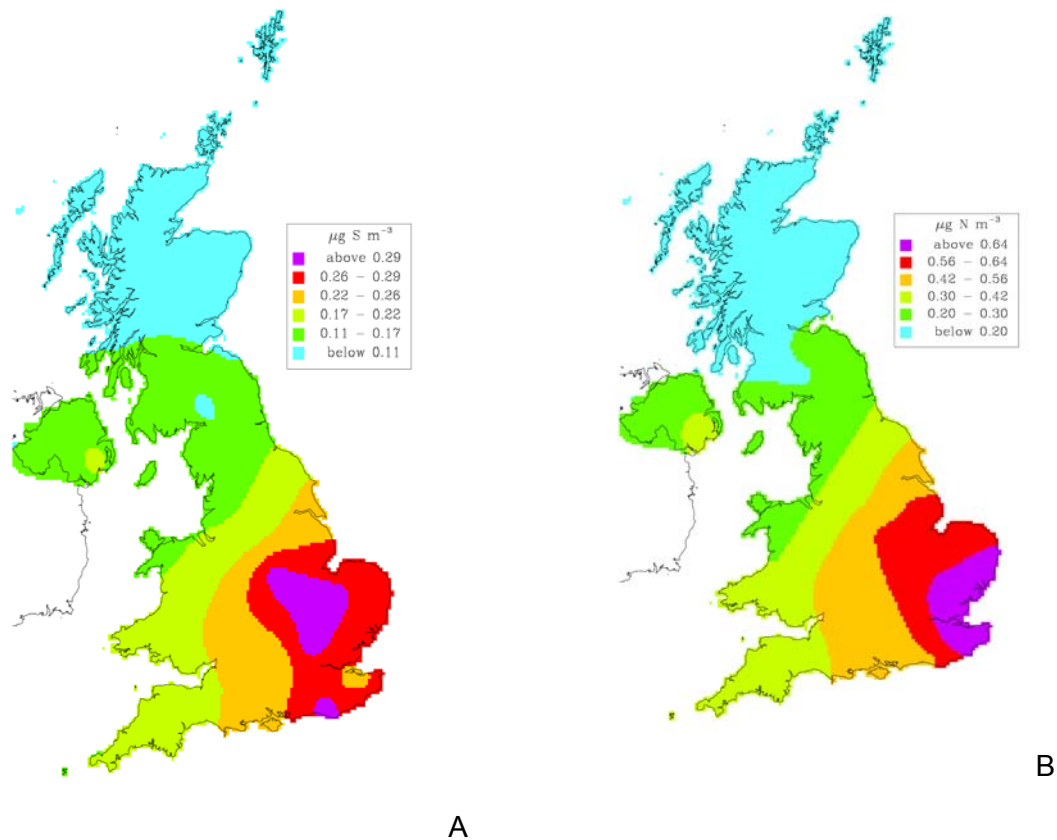 μg S m⁻³
above 0.29
0.26 – 0.29
0.22 – 0.26
0.17 – 0.22
0.11 – 0.17
below 0.11
μg N m⁻³
above 0.64
0.56 – 0.64
0.42 – 0.56
0.30 – 0.42
0.20 – 0.30
below 0.20
B
A